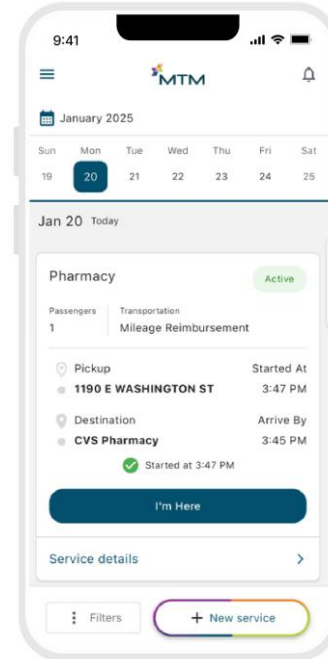 9:41
MTM
January 2025
Sun Mon Tue Wed Thu Fri Sat
19 20 21 22 23 24 25
Jan 20 Today
Pharmacy Active
Passengers Transportation
1 Mileage Reimbursement
Pickup Started At
1190 E WASHINGTON ST 3:47 PM
Destination Arrive By
CVS Pharmacy 3:45 PM
Started at 3:47 PM
I'm Here
Service details
Filters + New service